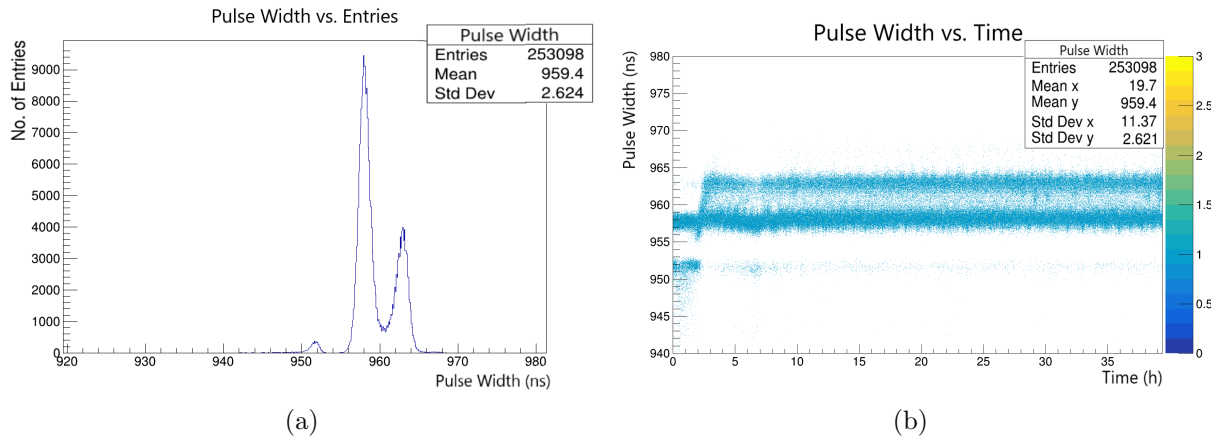 Pulse Width vs. Entries
Pulse Width
Entries 253098
Mean 959.4
Std Dev 2.624
No. of Entries
9000
8000
7000
6000
5000
4000
3000
2000
1000
0
920 930 940 950 960 970 980
Pulse Width (ns)
(a)
Pulse Width vs. Time
Pulse Width
Entries 253098
Mean x 19.7
Mean y 959.4
Std Dev x 11.37
Std Dev y 2.621
Pulse Width (ns)
980
975
970
965
960
955
950
945
940
0 5 10 15 20 25 30 35
Time (h)
3
2.5
2
1.5
1
0.5
0
(b)